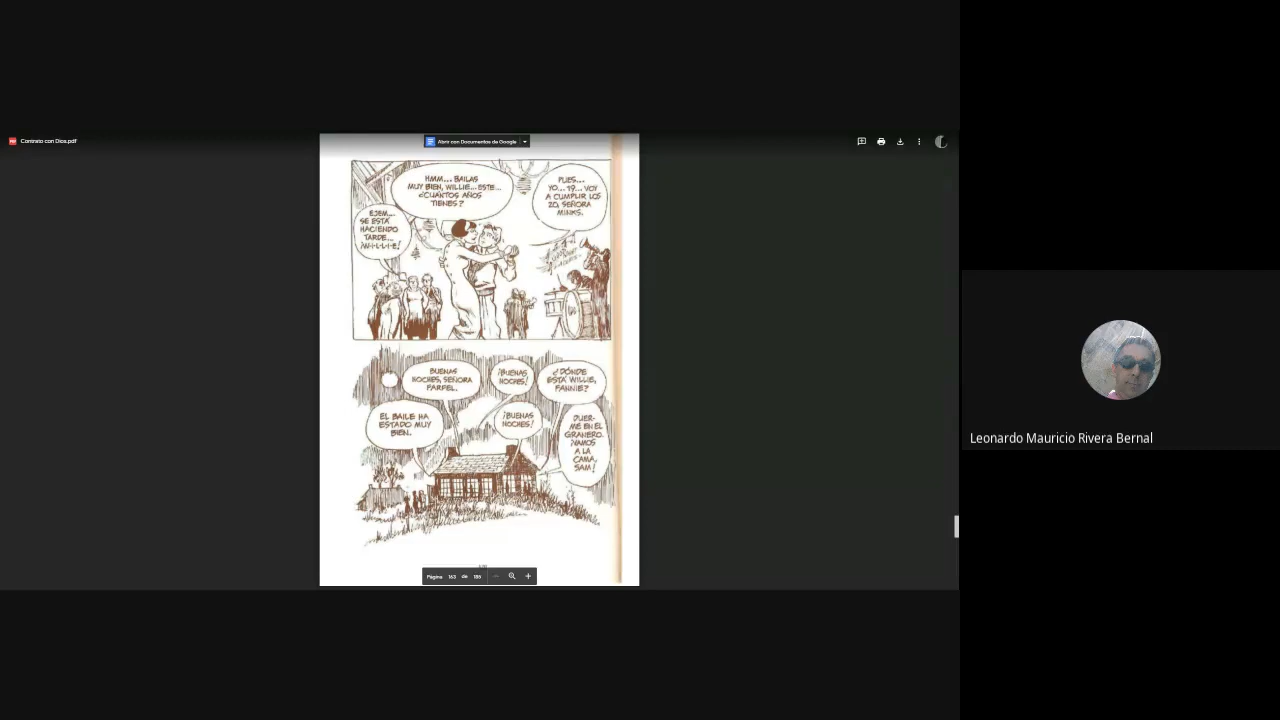 Contrato con Dios.pdf
Abrir con Documentos de Google
HMM... BAILAS
MUY BIEN, WILLIE... ESTE...
¿CUÁNTOS AÑOS
TIENES?
PUES...
YO... 19... VOY
A CUMPLIR LOS
20, SEÑORA
MINKS.
EJEM...
SE ESTÁ
HACIENDO
TARDE...
¡W-I-L-L-I-E!
BUENAS
NOCHES, SEÑORA
FARFEL.
¡BUENAS
NOCHES!
¿DÓNDE
ESTÁ WILLIE,
FANNIE?
EL BAILE HA
ESTADO MUY
BIEN.
¡BUENAS
NOCHES!
DUER-
ME EN EL
GRANERO.
¡VAMOS
A LA
CAMA,
SAM!
Página 163 de 186
Leonardo Mauricio Rivera Bernal